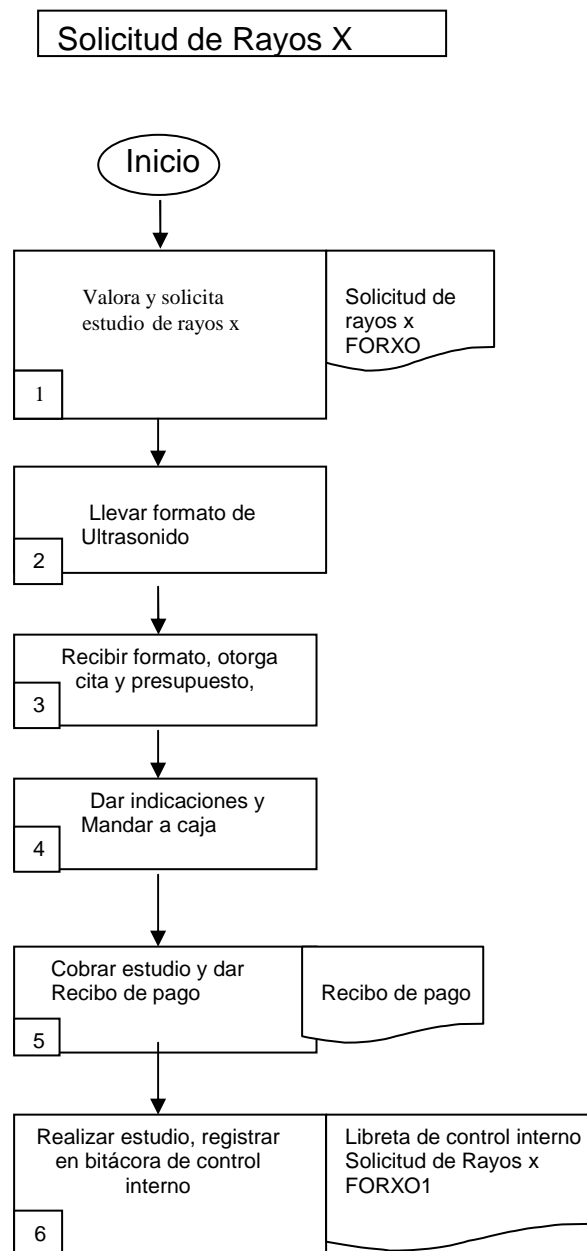 Solicitud de Rayos X
Inicio
Valora y solicita
estudio de rayos x
1
Solicitud de
rayos x
FORXO
Llevar formato de
Ultrasonido
2
Recibir formato, otorga
cita y presupuesto,
3
Dar indicaciones y
Mandar a caja
4
Cobrar estudio y dar
Recibo de pago
5
Recibo de pago
Realizar estudio, registrar
en bitácora de control
interno
6
Libreta de control interno
Solicitud de Rayos x
FORXO1